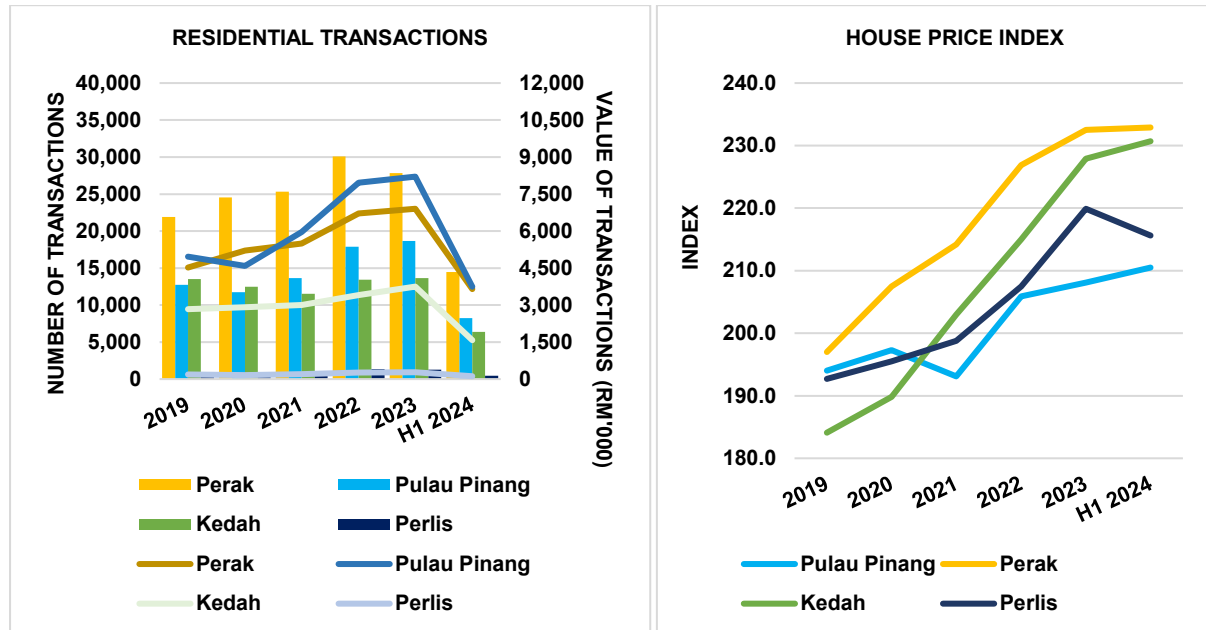 RESIDENTIAL TRANSACTIONS
NUMBER OF TRANSACTIONS
40,000
35,000
30,000
25,000
20,000
15,000
10,000
5,000
0
12,000
10,500
9,000
7,500
6,000
4,500
3,000
1,500
0
VALUE OF TRANSACTIONS (RM'000)
2019
2020
2021
2022
2023
H1 2024
Perak
Pulau Pinang
Kedah
Perlis
Perak
Pulau Pinang
Kedah
Perlis
HOUSE PRICE INDEX
INDEX
240.0
230.0
220.0
210.0
200.0
190.0
180.0
2019
2020
2021
2022
2023
H1 2024
Pulau Pinang
Perak
Kedah
Perlis